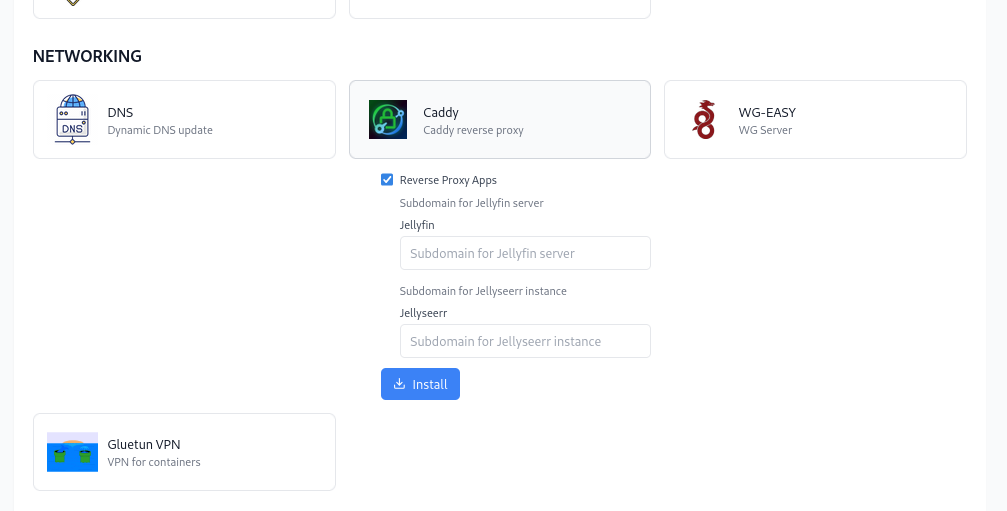 NETWORKING
DNS
DNS
Dynamic DNS update
Caddy
Caddy reverse proxy
WG-EASY
WG Server
Reverse Proxy Apps
Subdomain for Jellyfin server
Jellyfin
Subdomain for Jellyfin server
Subdomain for Jellyseerr instance
Jellyseerr
Subdomain for Jellyseerr instance
Install
Gluetun VPN
VPN for containers